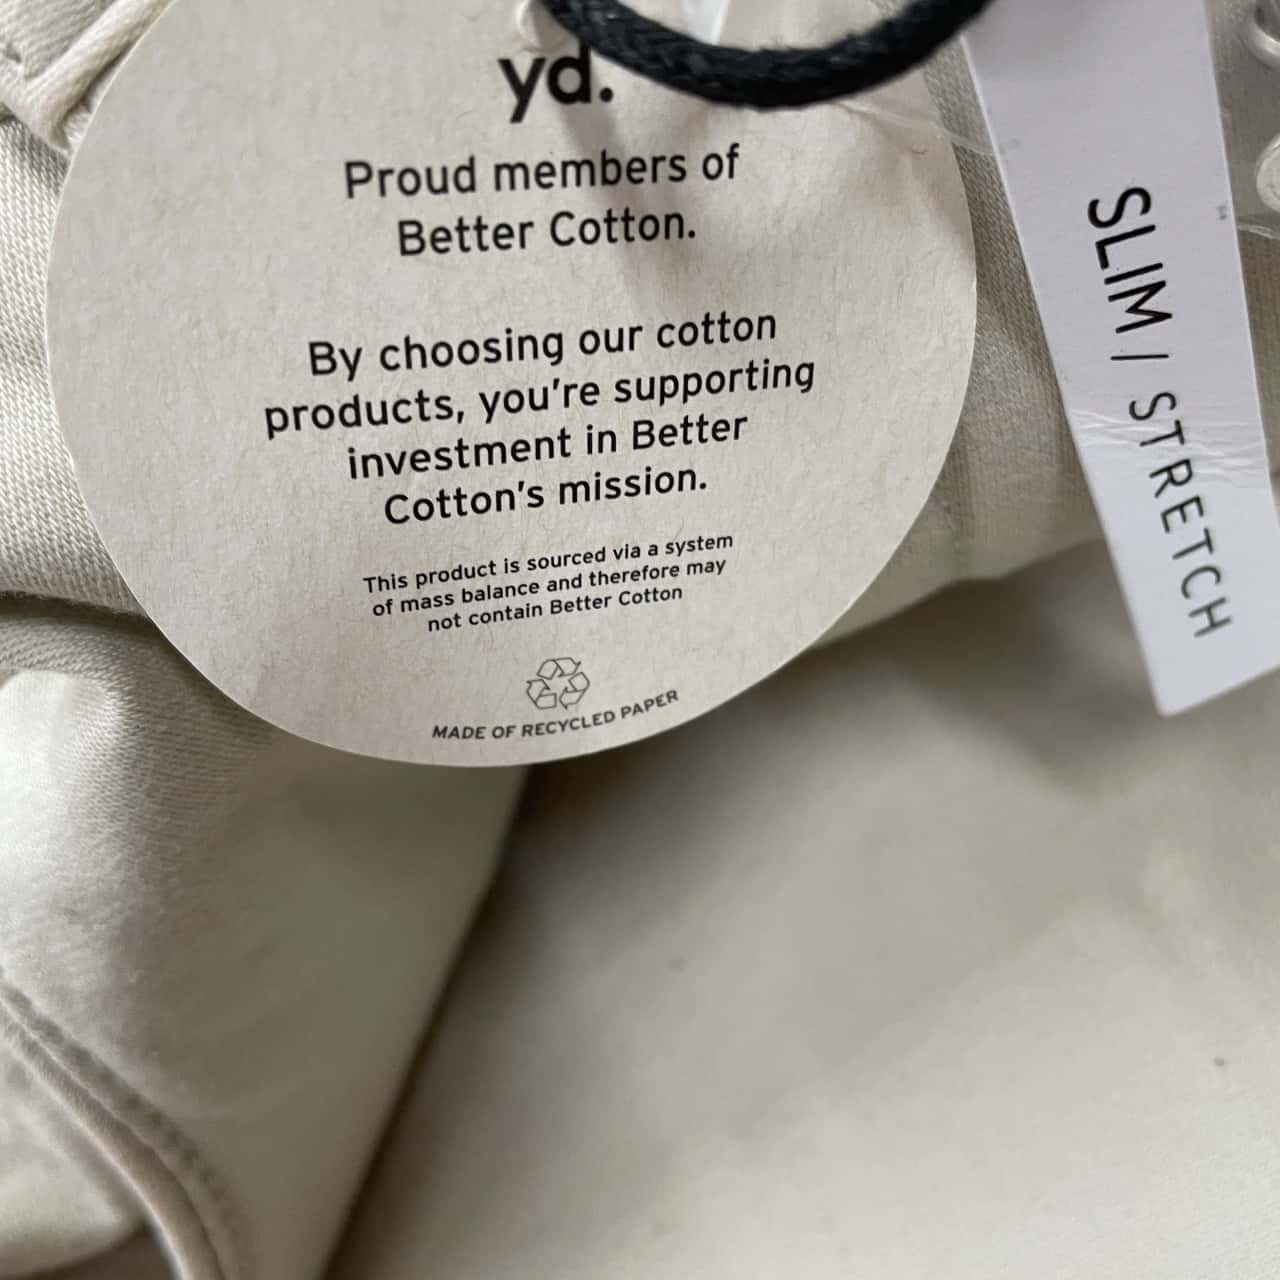 yd.
Proud members of
Better Cotton.
By choosing our cotton
products, you're supporting
investment in Better
Cotton's mission.
This product is sourced via a system
of mass balance and therefore may
not contain Better Cotton
MADE OF RECYCLED PAPER
SLIM / STRETCH